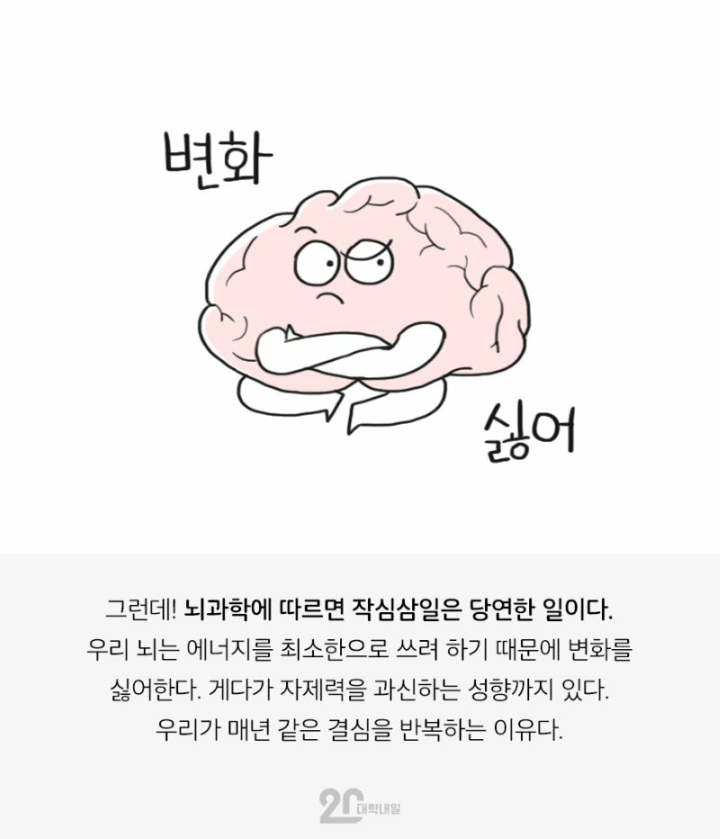 변화
싫어
그런데! 뇌과학에 따르면 작심삼일은 당연한 일이다.
우리 뇌는 에너지를 최소한으로 쓰려 하기 때문에 변화를
싫어한다. 게다가 자제력을 과신하는 성향까지 있다.
우리가 매년 같은 결심을 반복하는 이유다.
20 대학내일